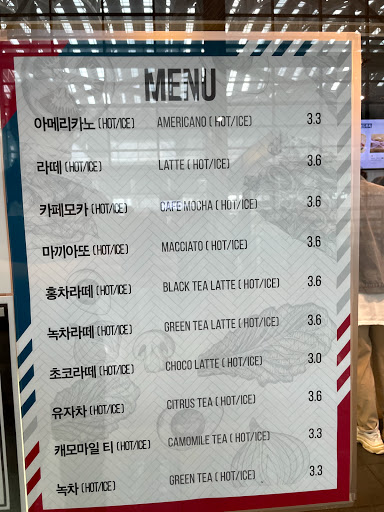 MENU
아메리카노 (HOT/ICE) AMERICANO ( HOT/ICE) 3.3
라떼 (HOT/ICE) LATTE ( HOT/ICE) 3.6
카페모카 (HOT/ICE) CAFE MOCHA ( HOT/ICE) 3.6
마끼아또 (HOT/ICE) MACCIATO ( HOT/ICE) 3.6
홍차라떼 (HOT/ICE) BLACK TEA LATTE ( HOT/ICE) 3.6
녹차라떼 (HOT/ICE) GREEN TEA LATTE ( HOT/ICE) 3.6
초코라떼 (HOT/ICE) CHOCO LATTE ( HOT/ICE) 3.0
유자차 (HOT/ICE) CITRUS TEA ( HOT/ICE) 3.6
캐모마일 티 (HOT/ICE) CAMOMILE TEA ( HOT/ICE) 3.3
녹차 (HOT/ICE) GREEN TEA ( HOT/ICE) 3.3